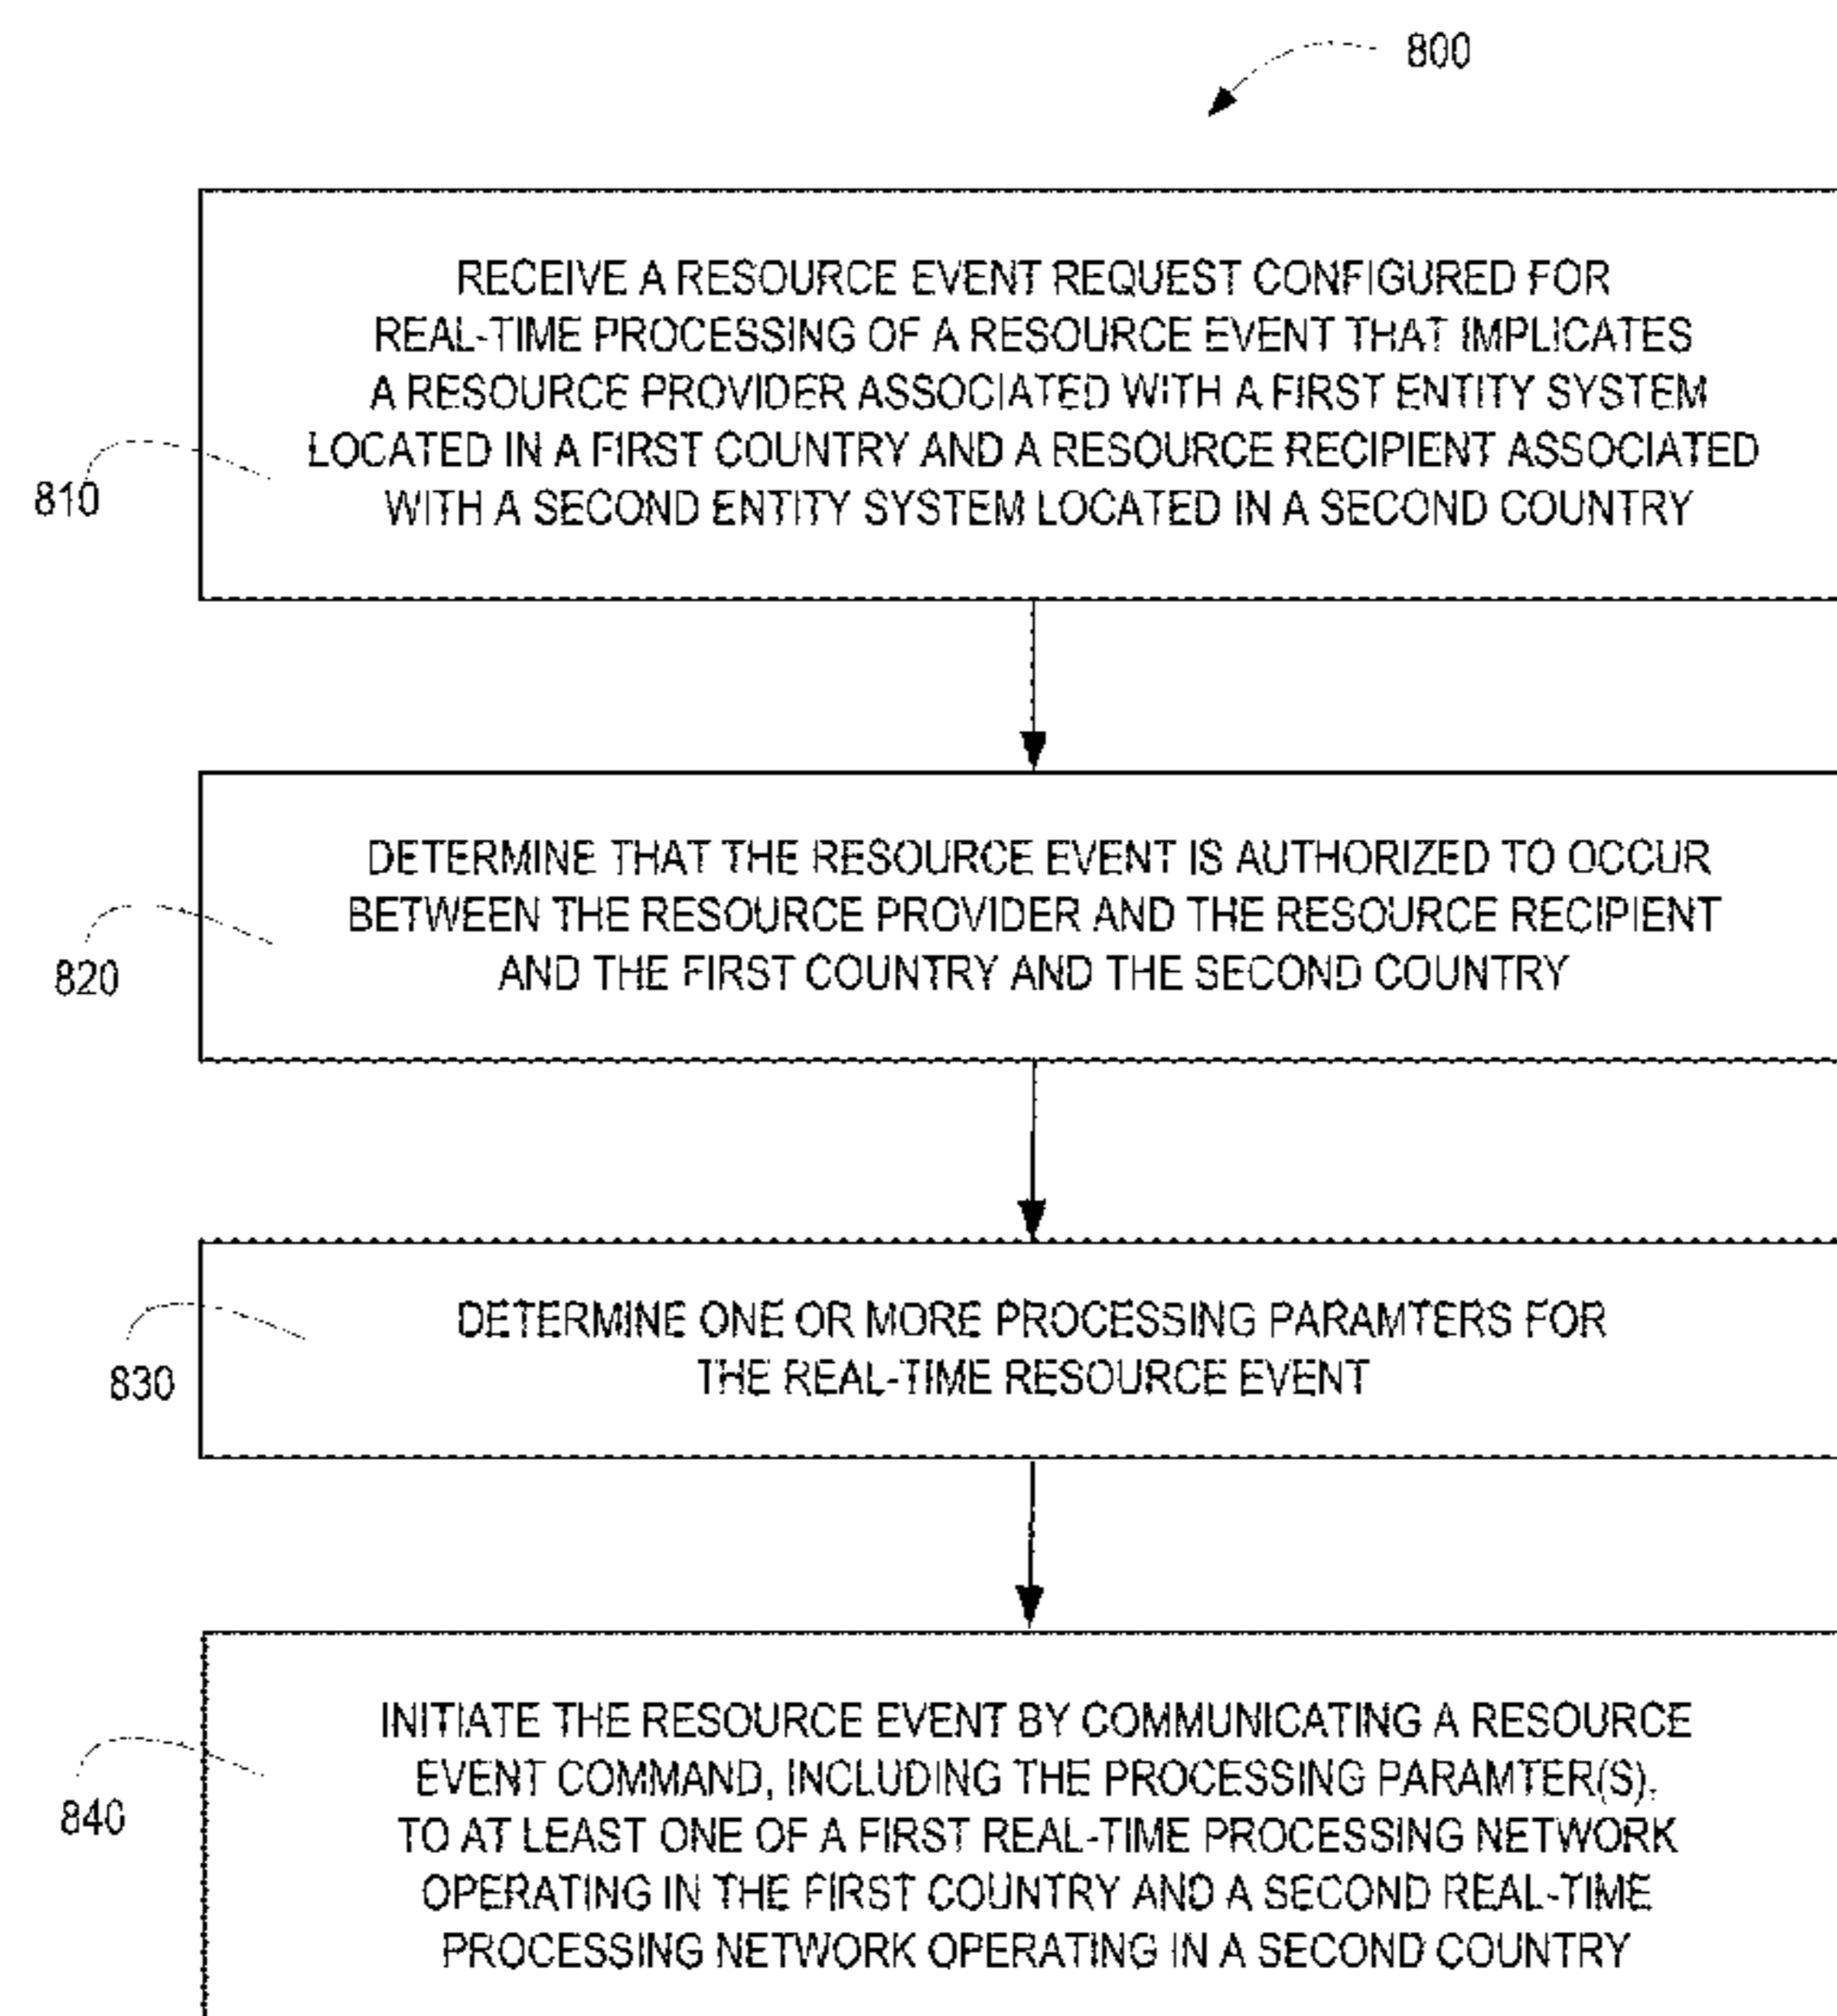 800
RECEIVE A RESOURCE EVENT REQUEST CONFIGURED FOR
REAL-TIME PROCESSING OF A RESOURCE EVENT THAT IMPLICATES
A RESOURCE PROVIDER ASSOCIATED WITH A FIRST ENTITY SYSTEM
LOCATED IN A FIRST COUNTRY AND A RESOURCE RECIPIENT ASSOCIATED
WITH A SECOND ENTITY SYSTEM LOCATED IN A SECOND COUNTRY
810
DETERMINE THAT THE RESOURCE EVENT IS AUTHORIZED TO OCCUR
BETWEEN THE RESOURCE PROVIDER AND THE RESOURCE RECIPIENT
AND THE FIRST COUNTRY AND THE SECOND COUNTRY
820
DETERMINE ONE OR MORE PROCESSING PARAMTERS FOR
THE REAL-TIME RESOURCE EVENT
830
INITIATE THE RESOURCE EVENT BY COMMUNICATING A RESOURCE
EVENT COMMAND, INCLUDING THE PROCESSING PARAMTER(S),
TO AT LEAST ONE OF A FIRST REAL-TIME PROCESSING NETWORK
OPERATING IN THE FIRST COUNTRY AND A SECOND REAL-TIME
PROCESSING NETWORK OPERATING IN A SECOND COUNTRY
840